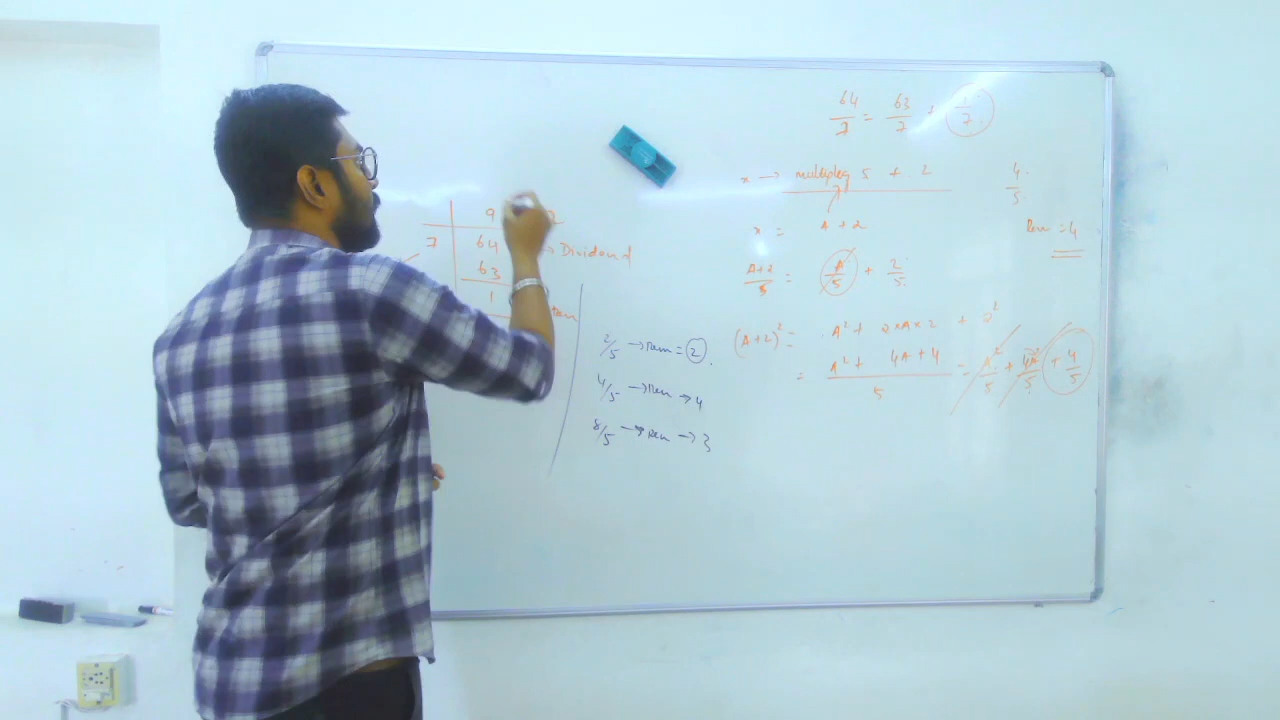 9
7 64 → Dividend
63
1
2/5 → Rem = 2
4/5 → Rem → 4
8/5 → Rem → 3
64/7 = 63/7 + 1/7
x → multiple of 5 + 2
4/5
x = A + 2
Rem = 4
A+2/5 = A/5 + 2/5
(A+2)² = A² + 2×A×2 + 2²
= A² + 4A + 4/5 = A²/5 + 4A/5 + 4/5